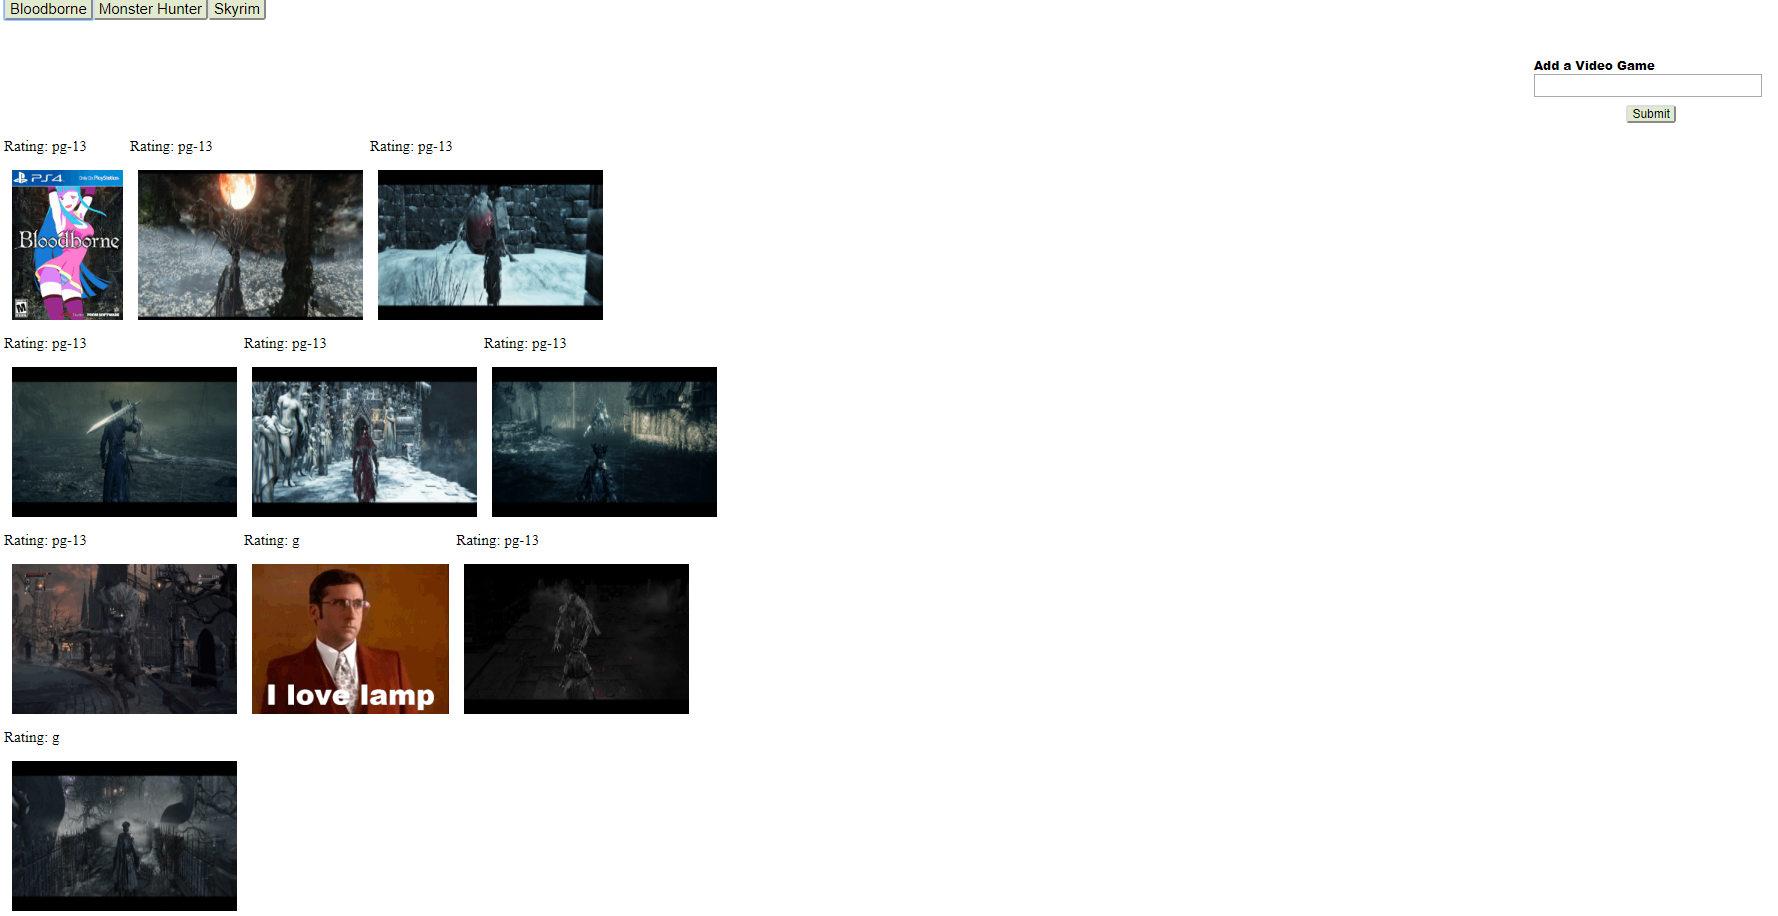 Bloodborne Monster Hunter Skyrim
Add a Video Game
Submit
Rating: pg-13 Rating: pg-13 Rating: pg-13
PS4 Only On PlayStation
Bloodborne
M
FROM SOFTWARE
Rating: pg-13 Rating: pg-13 Rating: pg-13
Rating: pg-13 Rating: g Rating: pg-13
I love lamp
Rating: g